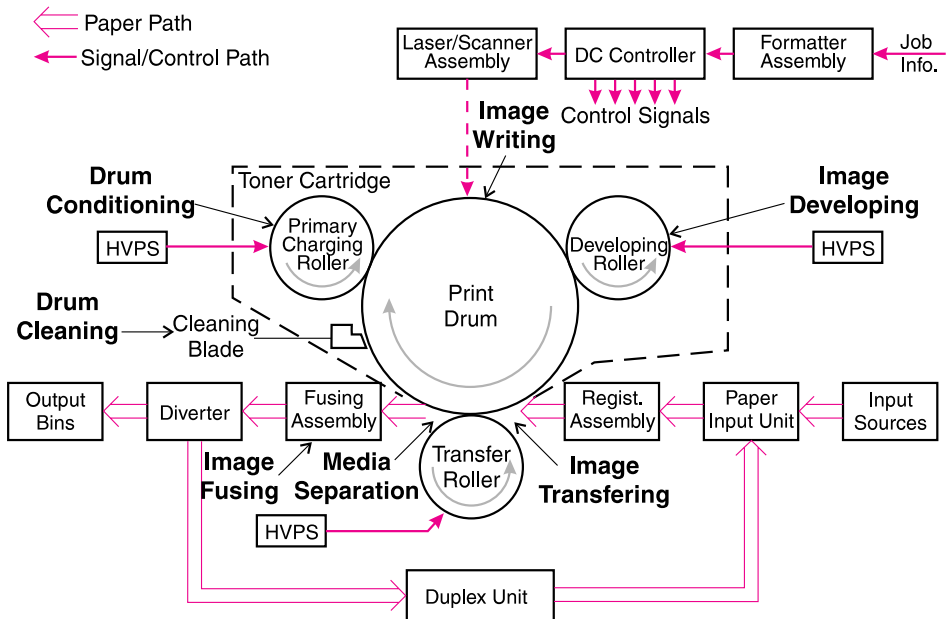 Paper Path
Signal/Control Path
Laser/Scanner
Assembly
DC Controller
Formatter
Assembly
Job
Info.
Control Signals
Image
Writing
Toner Cartridge
Drum
Conditioning
Image
Developing
HVPS
Primary
Charging
Roller
Developing
Roller
HVPS
Print
Drum
Drum
Cleaning
Cleaning
Blade
Output
Bins
Diverter
Fusing
Assembly
Regist.
Assembly
Paper
Input Unit
Input
Sources
Image
Fusing
Media
Separation
Transfer
Roller
Image
Transfering
HVPS
Duplex Unit